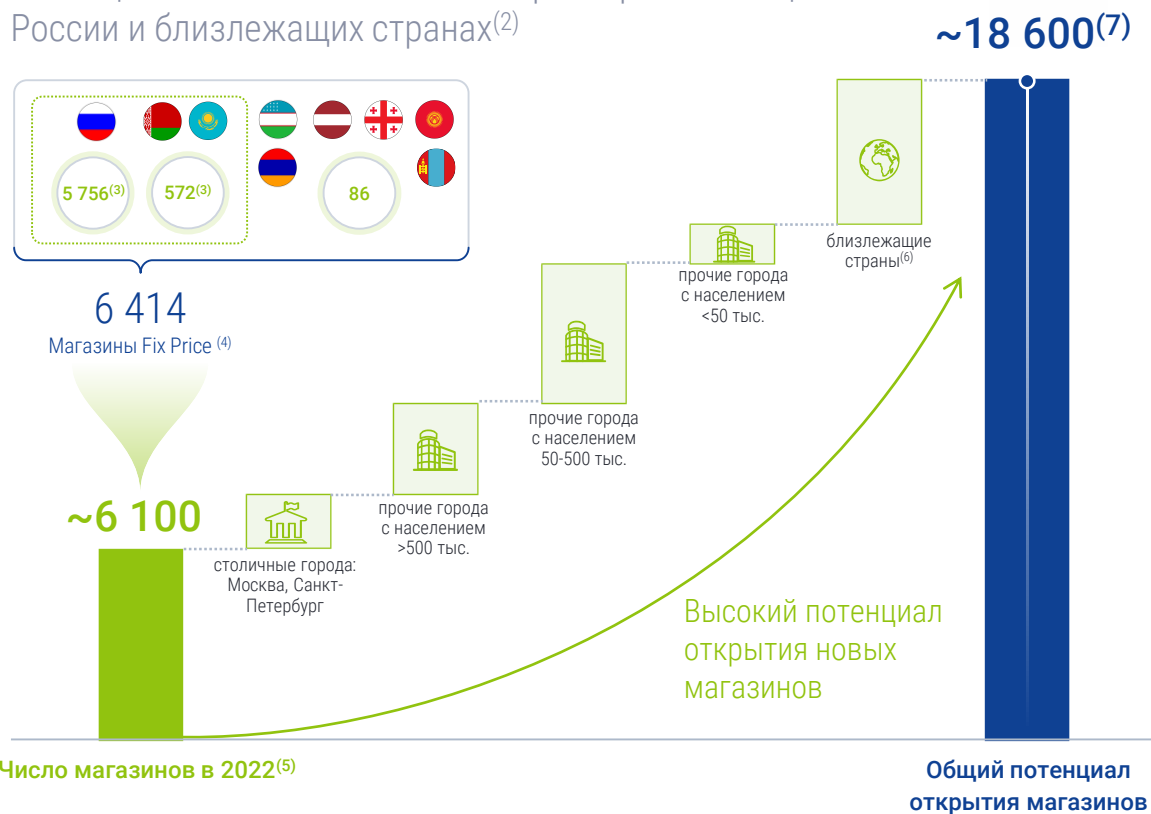 России и близлежащих странах(2)
~18 600(7)
5 756(3)
572(3)
86
6 414
Магазины Fix Price (4)
близлежащие
страны(6)
прочие города
с населением
<50 тыс.
прочие города
с населением
50-500 тыс.
прочие города
с населением
>500 тыс.
~6 100
столичные города:
Москва, Санкт-
Петербург
Высокий потенциал
открытия новых
магазинов
Число магазинов в 2022(5)
Общий потенциал
открытия магазинов